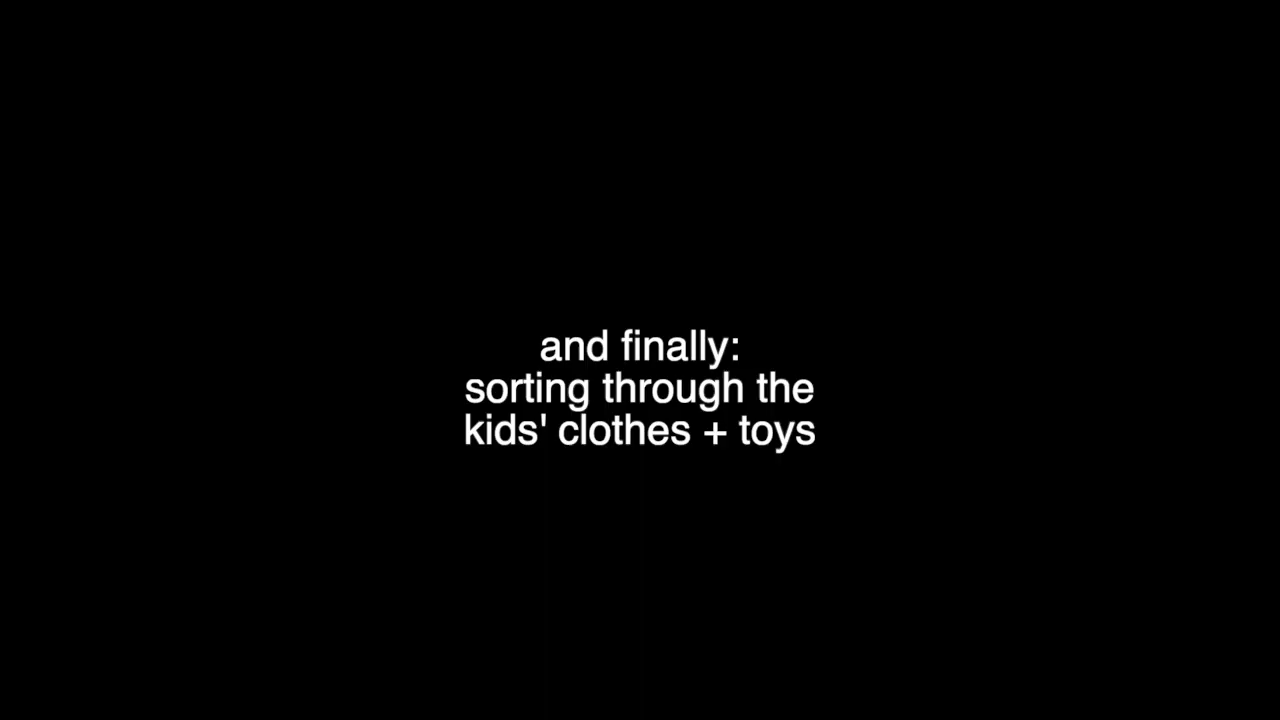 and finally:
sorting through the
kids' clothes + toys